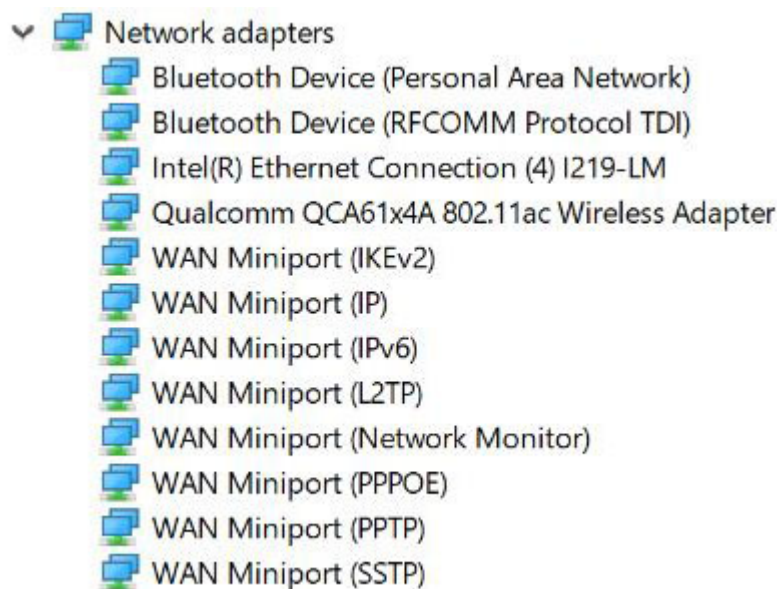 Network adapters
Bluetooth Device (Personal Area Network)
Bluetooth Device (RFCOMM Protocol TDI)
Intel(R) Ethernet Connection (4) I219-LM
Qualcomm QCA61x4A 802.11ac Wireless Adapter
WAN Miniport (IKEv2)
WAN Miniport (IP)
WAN Miniport (IPv6)
WAN Miniport (L2TP)
WAN Miniport (Network Monitor)
WAN Miniport (PPPOE)
WAN Miniport (PPTP)
WAN Miniport (SSTP)